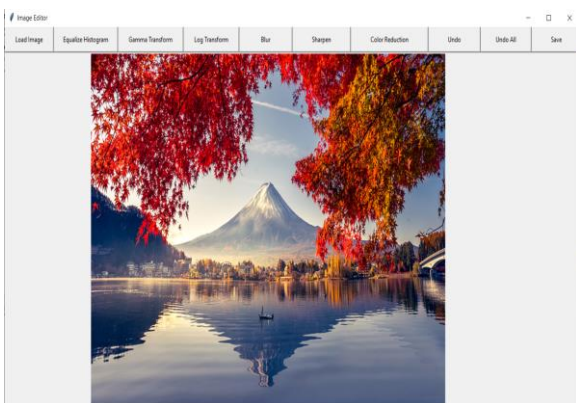 Image Editor
Load Image Equalize Histogram Gamma Transform Log Transform Blur Sharpen Color Reduction Undo Undo All Save